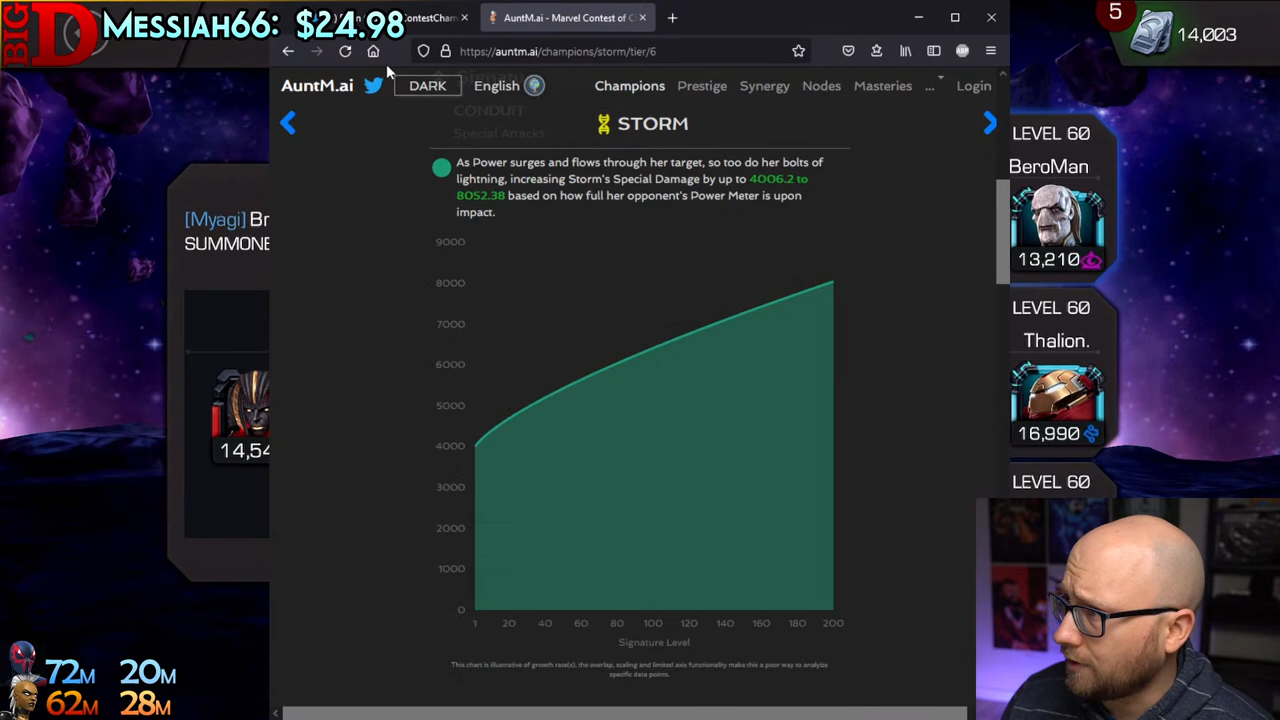 BIG D
MESSIAH66: $24.98
ContestCham
AuntM.ai - Marvel Contest of C
https://auntm.ai/champions/storm/tier/6
5
14,003
AuntM.ai
DARK
English
Champions
Prestige
Synergy
Nodes
Masteries
...
Login
Signature
CONDUIT
Special Attacks
STORM
As Power surges and flows through her target, so too do her bolts of
lightning, increasing Storm's Special Damage by up to 4006.2 to
8052.38 based on how full her opponent's Power Meter is upon
impact.
9000
8000
7000
6000
5000
4000
3000
2000
1000
0
1 20 40 60 80 100 120 140 160 180 200
Signature Level
This chart is illustrative of growth rate(s), the overlap, scaling and limited axis functionality make this a poor way to analyize
specific data points.
[Myagi] Br
SUMMONE
14,54
LEVEL 60
BeroMan
13,210
LEVEL 60
Thalion.
16,990
LEVEL 60
72M 20M
62M 28M